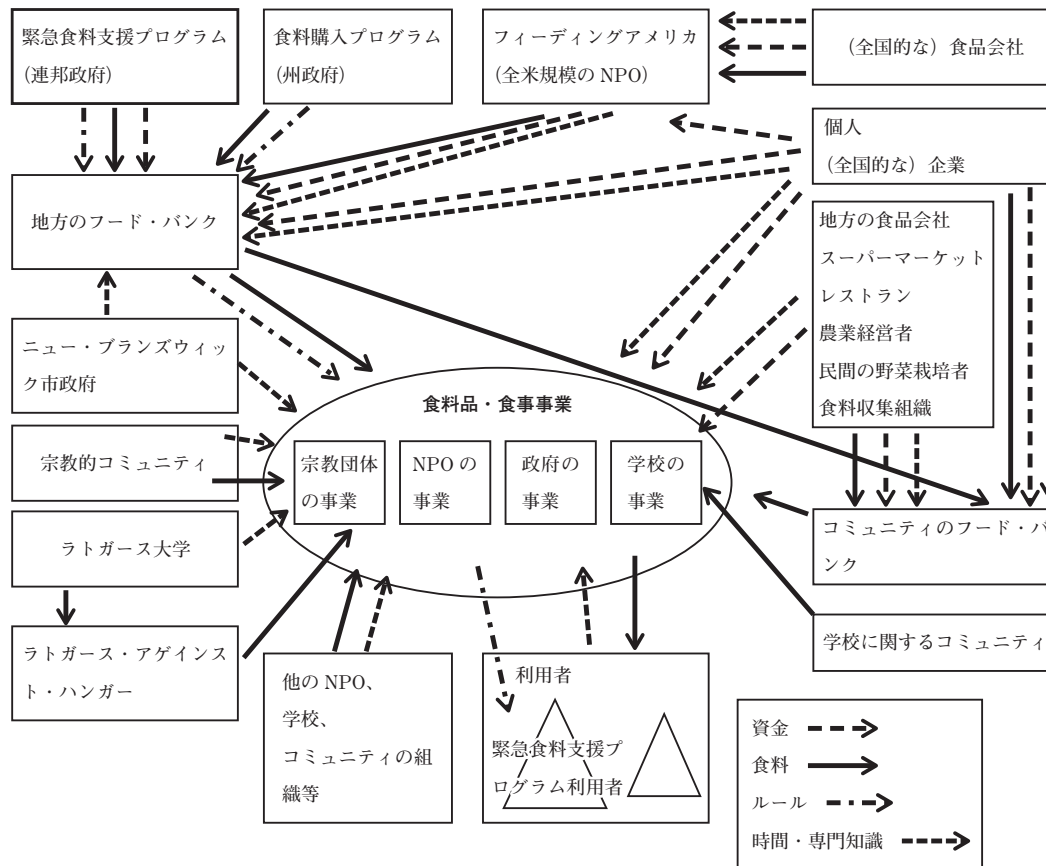 緊急食料支援プログラム
(連邦政府)
食料購入プログラム
(州政府)
フィーディングアメリカ
(全米規模の NPO)
(全国的な)食品会社
個人
(全国的な)企業
地方のフード・バンク
地方の食品会社
スーパーマーケット
レストラン
農業経営者
民間の野菜栽培者
食料収集組織
ニュー・ブランズウィッ
ク市政府
食料品・食事事業
宗教的コミュニティ
宗教団体
の事業
NPO の
事業
政府の
事業
学校の
事業
ラトガース大学
コミュニティのフード・バ
ンク
ラトガース・アゲインス
ト・ハンガー
他の NPO、
学校、
コミュニティの組
織等
利用者
緊急食料支援プ
ログラム利用者
学校に関するコミュニティ
資金
食料
ルール
時間・専門知識